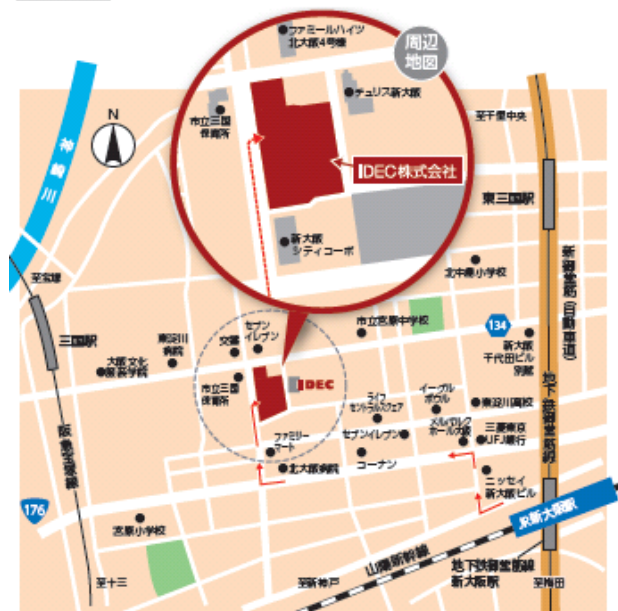 ファミールハイツ
北大阪4号棟
周辺
地図
チュリス新大阪
市立三国
保育所
IDEC株式会社
新大阪
シティコーポ
N
神崎川
至千里中央
東三国駅
新御堂筋(自動車道)
北中島小学校
至宝塚
三国駅
大阪文化
服装学院
東淀川
病院
交番
セブン
イレブン
市立宮原中学校
134
新大阪
千代田ビル
別館
市立三国
保育所
IDEC
ライフ
セントラルスクェア
イーグル
ボウル
東淀川高校
地下鉄御堂筋線
阪急宝塚線
ファミリー
マート
セブンイレブン
メルパルク
ホール大阪
三菱東京
UFJ銀行
北大阪病院
コーナン
ニッセイ
新大阪ビル
176
宮原小学校
JR新大阪駅
山陽新幹線
地下鉄御堂筋線
新大阪駅
至十三
至新神戸
至梅田